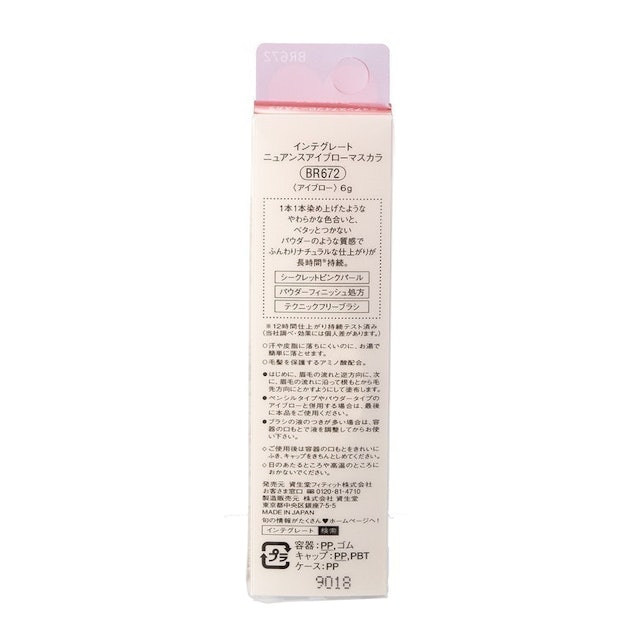 BR672
インテグレート
ニュアンスアイブローマスカラ
BR672
〈アイブロー〉6g
1本1本染め上げたような
やわらかな色合いと、
ベタッとつかない
パウダーのような質感で
ふんわりナチュラルな仕上がりが
長時間※持続。
シークレットピンクパール
パウダーフィニッシュ処方
テクニックフリーブラシ
※12時間仕上がり持続テスト済み
(当社調べ・効果には個人差があります。)
○汗や皮脂に落ちにくいのに、お湯で
簡単に落とせます。
○毛髪を保護するアミノ酸配合。
●はじめに、眉毛の流れと逆方向に、次
に、眉毛の流れに沿って根もとから毛
先方向にとかすようにして塗布します。
●ペンシルタイプやパウダータイプの
アイブローと併用する場合は、最後
に本品をご使用ください。
●ブラシの液のつきが多い場合は、容
器の口もとで液を調整してからお使
い下さい。
◇ご使用後は容器の口もとをきれいに
ふき、キャップをきちんとしめてください。
◇日のあたるところや高温のところに
おかないでください。
発売元 資生堂フィティット株式会社
お客さま窓口 0120-81-4710
製造販売元 株式会社 資生堂
東京都中央区銀座7-5-5
MADE IN JAPAN
旬の情報がたくさん♥ホームページへ!
インテグレート 検索
プラ
容器:PP,ゴム
キャップ:PP,PBT
ケース:PP
9018